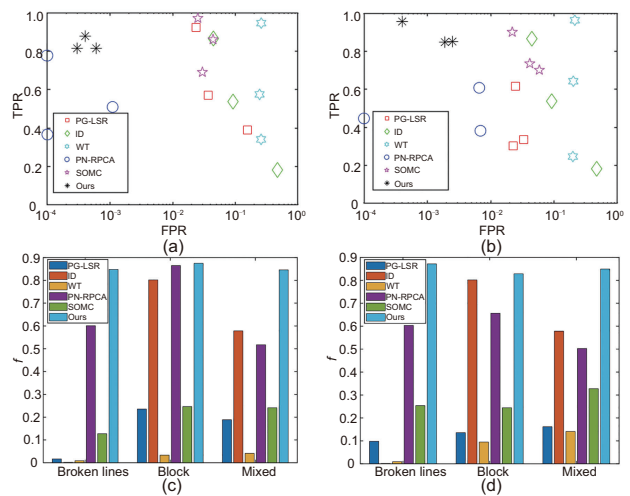 1.0
0.8
0.6
0.4
0.2
0
TPR
PG-LSR
ID
WT
PN-RPCA
SOMC
Ours
10⁻⁴
10⁻³
10⁻²
10⁻¹
10⁰
FPR
(a)
1.0
0.8
0.6
0.4
0.2
0
TPR
PG-LSR
ID
WT
PN-RPCA
SOMC
Ours
10⁻⁴
10⁻³
10⁻²
10⁻¹
10⁰
FPR
(b)
0.9
0.8
0.7
0.6
0.5
0.4
0.3
0.2
0.1
0
f
PG-LSR
ID
WT
PN-RPCA
SOMC
Ours
Broken lines
Block
Mixed
(c)
0.9
0.8
0.7
0.6
0.5
0.4
0.3
0.2
0.1
0
f
PG-LSR
ID
WT
PN-RPCA
SOMC
Ours
Broken lines
Block
Mixed
(d)